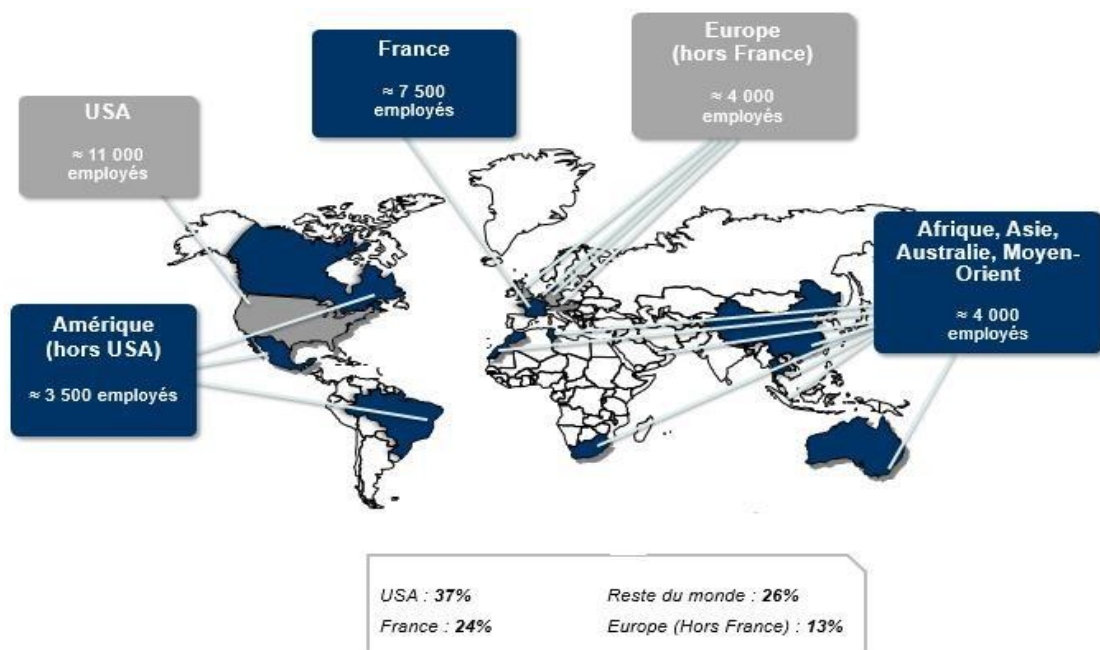 Europe
(hors France)
≈ 4 000
employés
France
≈ 7 500
employés
USA
≈ 11 000
employés
Afrique, Asie,
Australie, Moyen-
Orient
≈ 4 000
employés
Amérique
(hors USA)
≈ 3 500 employés
USA : 37%
Reste du monde : 26%
France : 24%
Europe (Hors France) : 13%